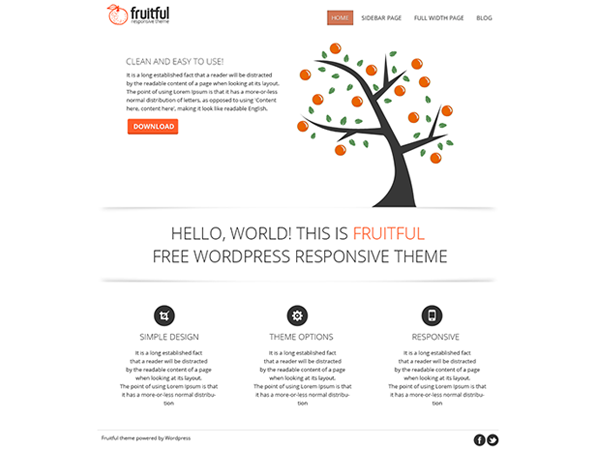 fruitful
responsive theme
HOME SIDEBAR PAGE FULL WIDTH PAGE BLOG
CLEAN AND EASY TO USE!
It is a long established fact that a reader will be distracted
by the readable content of a page when looking at its layout.
The point of using Lorem Ipsum is that it has a more-or-less
normal distribution of letters, as opposed to using 'Content
here, content here', making it look like readable English.
DOWNLOAD
HELLO, WORLD! THIS IS FRUITFUL
FREE WORDPRESS RESPONSIVE THEME
SIMPLE DESIGN
It is a long established fact
that a reader will be distracted
by the readable content of a page
when looking at its layout.
The point of using Lorem Ipsum is that
it has a more-or-less normal distribu-
tion
THEME OPTIONS
It is a long established fact
that a reader will be distracted
by the readable content of a page
when looking at its layout.
The point of using Lorem Ipsum is that
it has a more-or-less normal distribu-
tion
RESPONSIVE
It is a long established fact
that a reader will be distracted
by the readable content of a page
when looking at its layout.
The point of using Lorem Ipsum is that
it has a more-or-less normal distribu-
tion
Fruitful theme powered by Wordpress